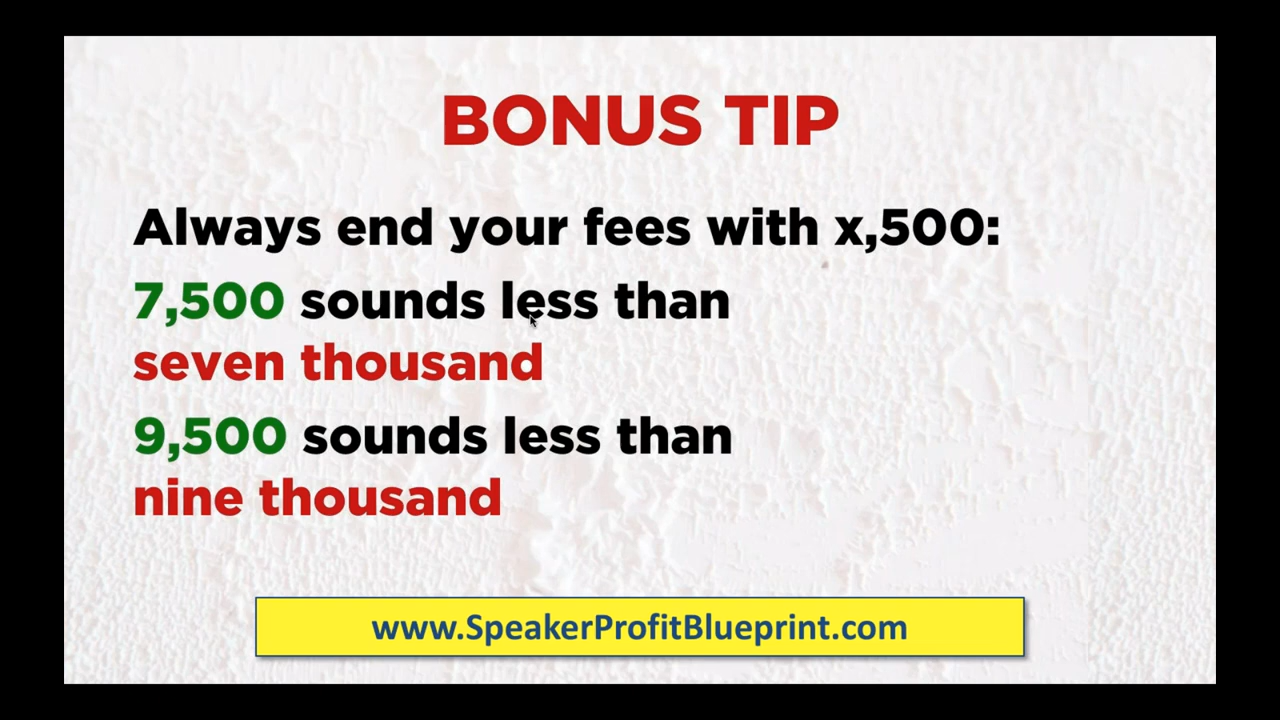 BONUS TIP
Always end your fees with x,500:
7,500 sounds less than
seven thousand
9,500 sounds less than
nine thousand
www.SpeakerProfitBlueprint.com